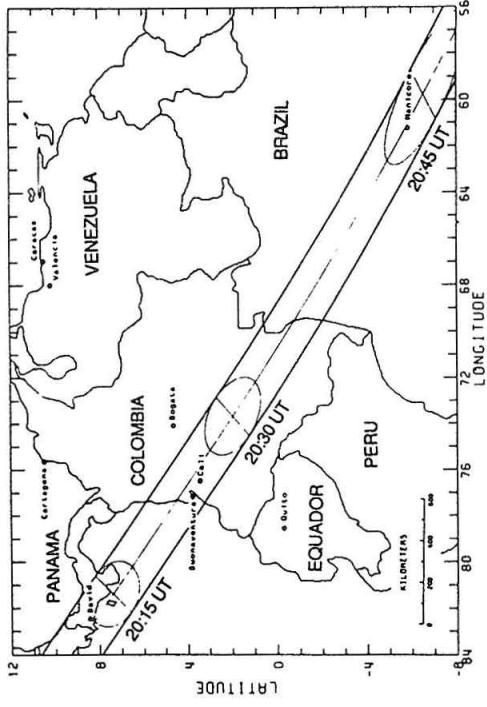 12
8
4
0
-4
-8
LATITUDE
84
80
76
72
68
64
60
56
LONGITUDE
PANAMA
David
20:15 UT
Cartagena
COLOMBIA
Bogota
Buonaventura
Cali
20:30 UT
Caracas
Valencia
VENEZUELA
BRAZIL
Manicore
20:45 UT
Quito
EQUADOR
PERU
KILOMETERS
0 200 400 600